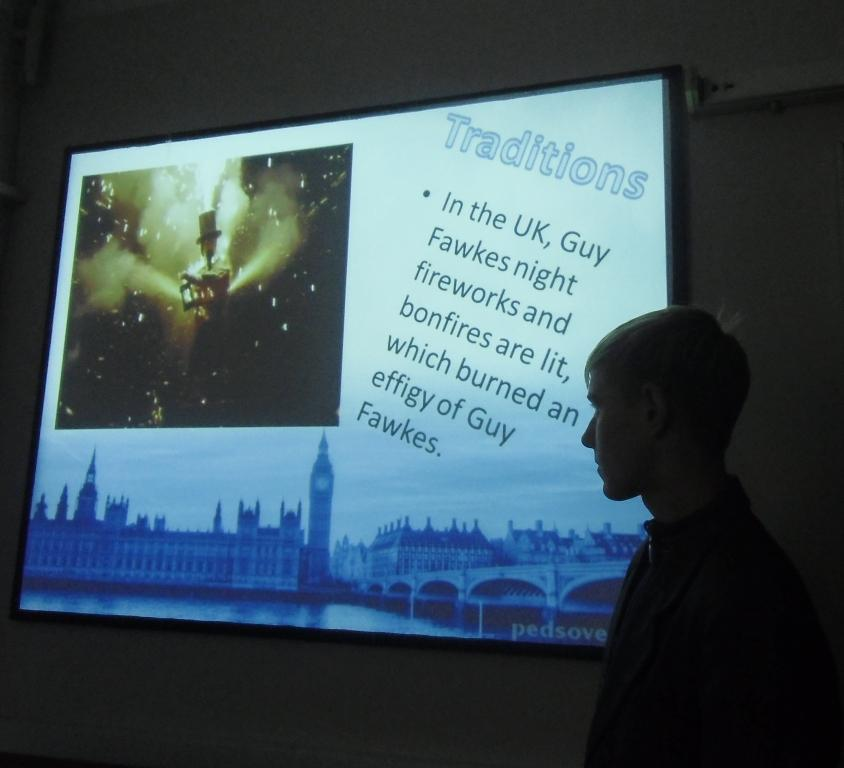 Traditions
• In the UK, Guy
Fawkes night
fireworks and
bonfires are lit,
which burned an
effigy of Guy
Fawkes.
pedsove